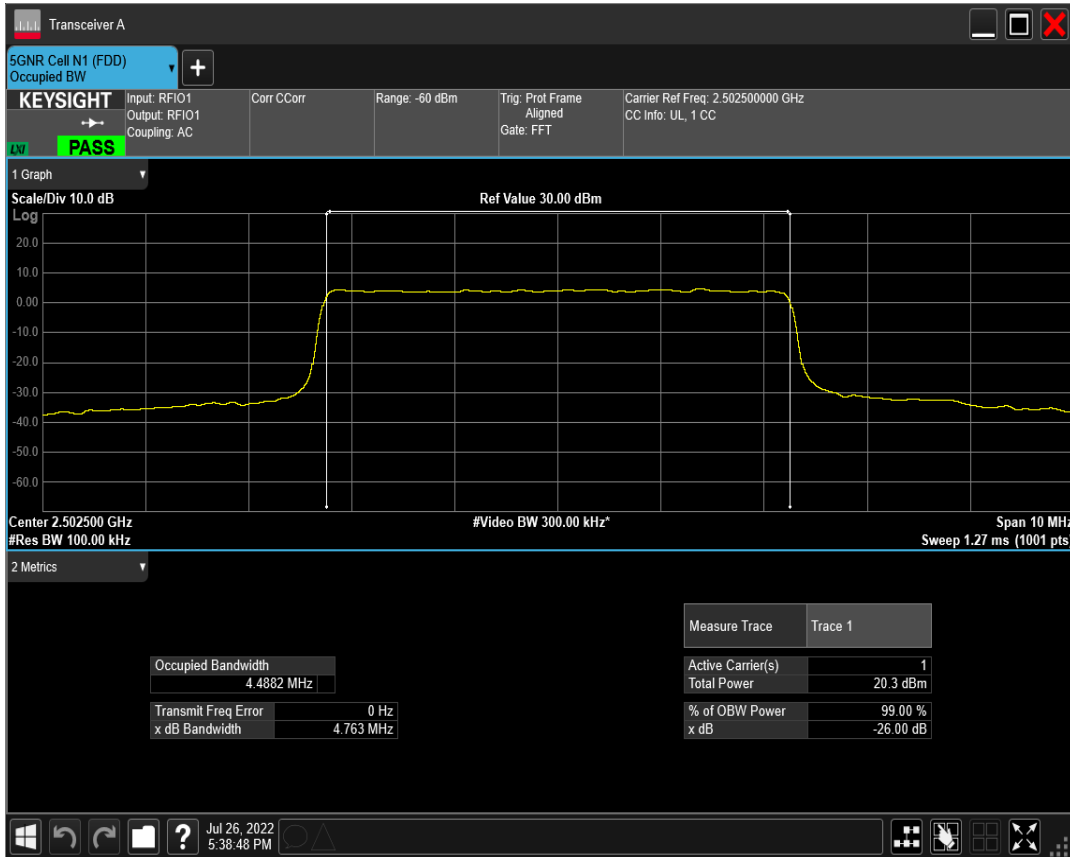 Transceiver A
5GNR Cell N1 (FDD)
Occupied BW
+
KEYSIGHT
LXI
PASS
Input: RFIO1
Output: RFIO1
Coupling: AC
Corr CCorr
Range: -60 dBm
Trig: Prot Frame
Aligned
Gate: FFT
Carrier Ref Freq: 2.502500000 GHz
CC Info: UL, 1 CC
1 Graph
Scale/Div 10.0 dB
Ref Value 30.00 dBm
Log
20.0
10.0
0.00
-10.0
-20.0
-30.0
-40.0
-50.0
-60.0
Center 2.502500 GHz
#Video BW 300.00 kHz*
Span 10 MHz
#Res BW 100.00 kHz
Sweep 1.27 ms (1001 pts)
2 Metrics
Measure Trace Trace 1
Occupied Bandwidth
4.4882 MHz
Active Carrier(s) 1
Total Power 20.3 dBm
Transmit Freq Error 0 Hz
x dB Bandwidth 4.763 MHz
% of OBW Power 99.00 %
x dB -26.00 dB
?
Jul 26, 2022
5:38:48 PM